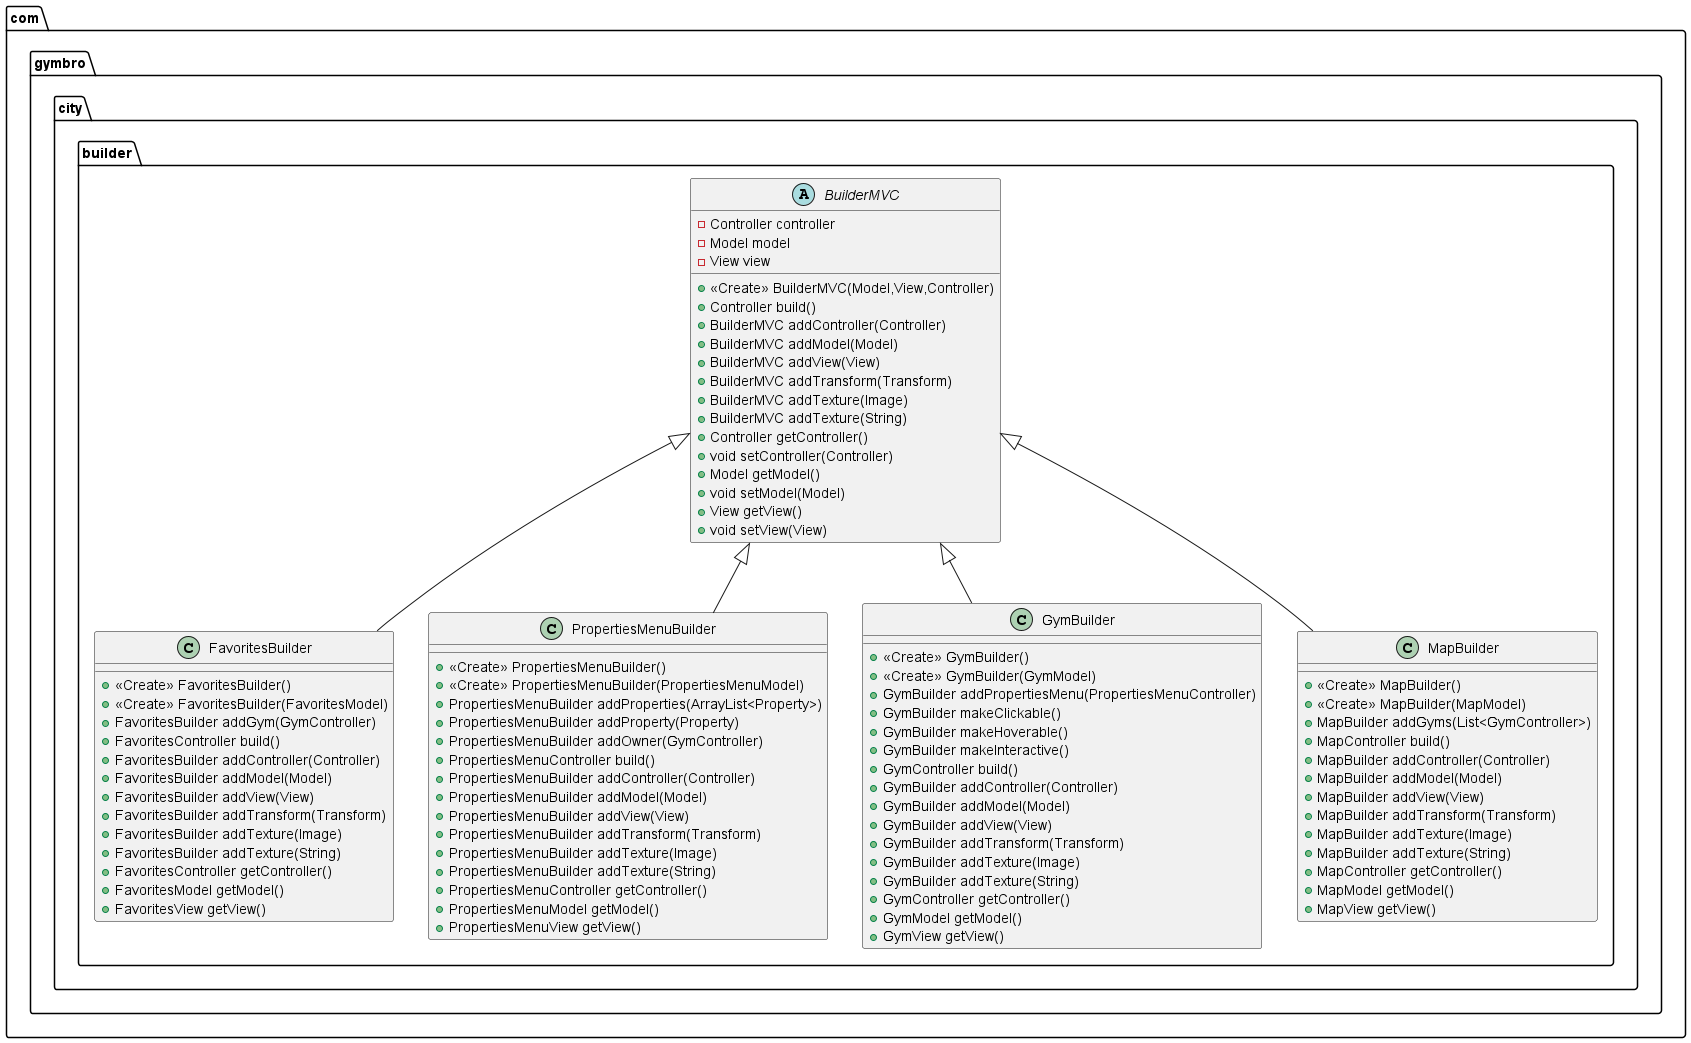 com
gymbro
city
builder
A BuilderMVC
Controller controller
Model model
View view
«Create» BuilderMVC(Model,View,Controller)
Controller build()
BuilderMVC addController(Controller)
BuilderMVC addModel(Model)
BuilderMVC addView(View)
BuilderMVC addTransform(Transform)
BuilderMVC addTexture(Image)
BuilderMVC addTexture(String)
Controller getController()
void setController(Controller)
Model getModel()
void setModel(Model)
View getView()
void setView(View)
C FavoritesBuilder
«Create» FavoritesBuilder()
«Create» FavoritesBuilder(FavoritesModel)
FavoritesBuilder addGym(GymController)
FavoritesController build()
FavoritesBuilder addController(Controller)
FavoritesBuilder addModel(Model)
FavoritesBuilder addView(View)
FavoritesBuilder addTransform(Transform)
FavoritesBuilder addTexture(Image)
FavoritesBuilder addTexture(String)
FavoritesController getController()
FavoritesModel getModel()
FavoritesView getView()
C PropertiesMenuBuilder
«Create» PropertiesMenuBuilder()
«Create» PropertiesMenuBuilder(PropertiesMenuModel)
PropertiesMenuBuilder addProperties(ArrayList<Property>)
PropertiesMenuBuilder addProperty(Property)
PropertiesMenuBuilder addOwner(GymController)
PropertiesMenuController build()
PropertiesMenuBuilder addController(Controller)
PropertiesMenuBuilder addModel(Model)
PropertiesMenuBuilder addView(View)
PropertiesMenuBuilder addTransform(Transform)
PropertiesMenuBuilder addTexture(Image)
PropertiesMenuBuilder addTexture(String)
PropertiesMenuController getController()
PropertiesMenuModel getModel()
PropertiesMenuView getView()
C GymBuilder
«Create» GymBuilder()
«Create» GymBuilder(GymModel)
GymBuilder addPropertiesMenu(PropertiesMenuController)
GymBuilder makeClickable()
GymBuilder makeHoverable()
GymBuilder makeInteractive()
GymController build()
GymBuilder addController(Controller)
GymBuilder addModel(Model)
GymBuilder addView(View)
GymBuilder addTransform(Transform)
GymBuilder addTexture(Image)
GymBuilder addTexture(String)
GymController getController()
GymModel getModel()
GymView getView()
C MapBuilder
«Create» MapBuilder()
«Create» MapBuilder(MapModel)
MapBuilder addGyms(List<GymController>)
MapController build()
MapBuilder addController(Controller)
MapBuilder addModel(Model)
MapBuilder addView(View)
MapBuilder addTransform(Transform)
MapBuilder addTexture(Image)
MapBuilder addTexture(String)
MapController getController()
MapModel getModel()
MapView getView()